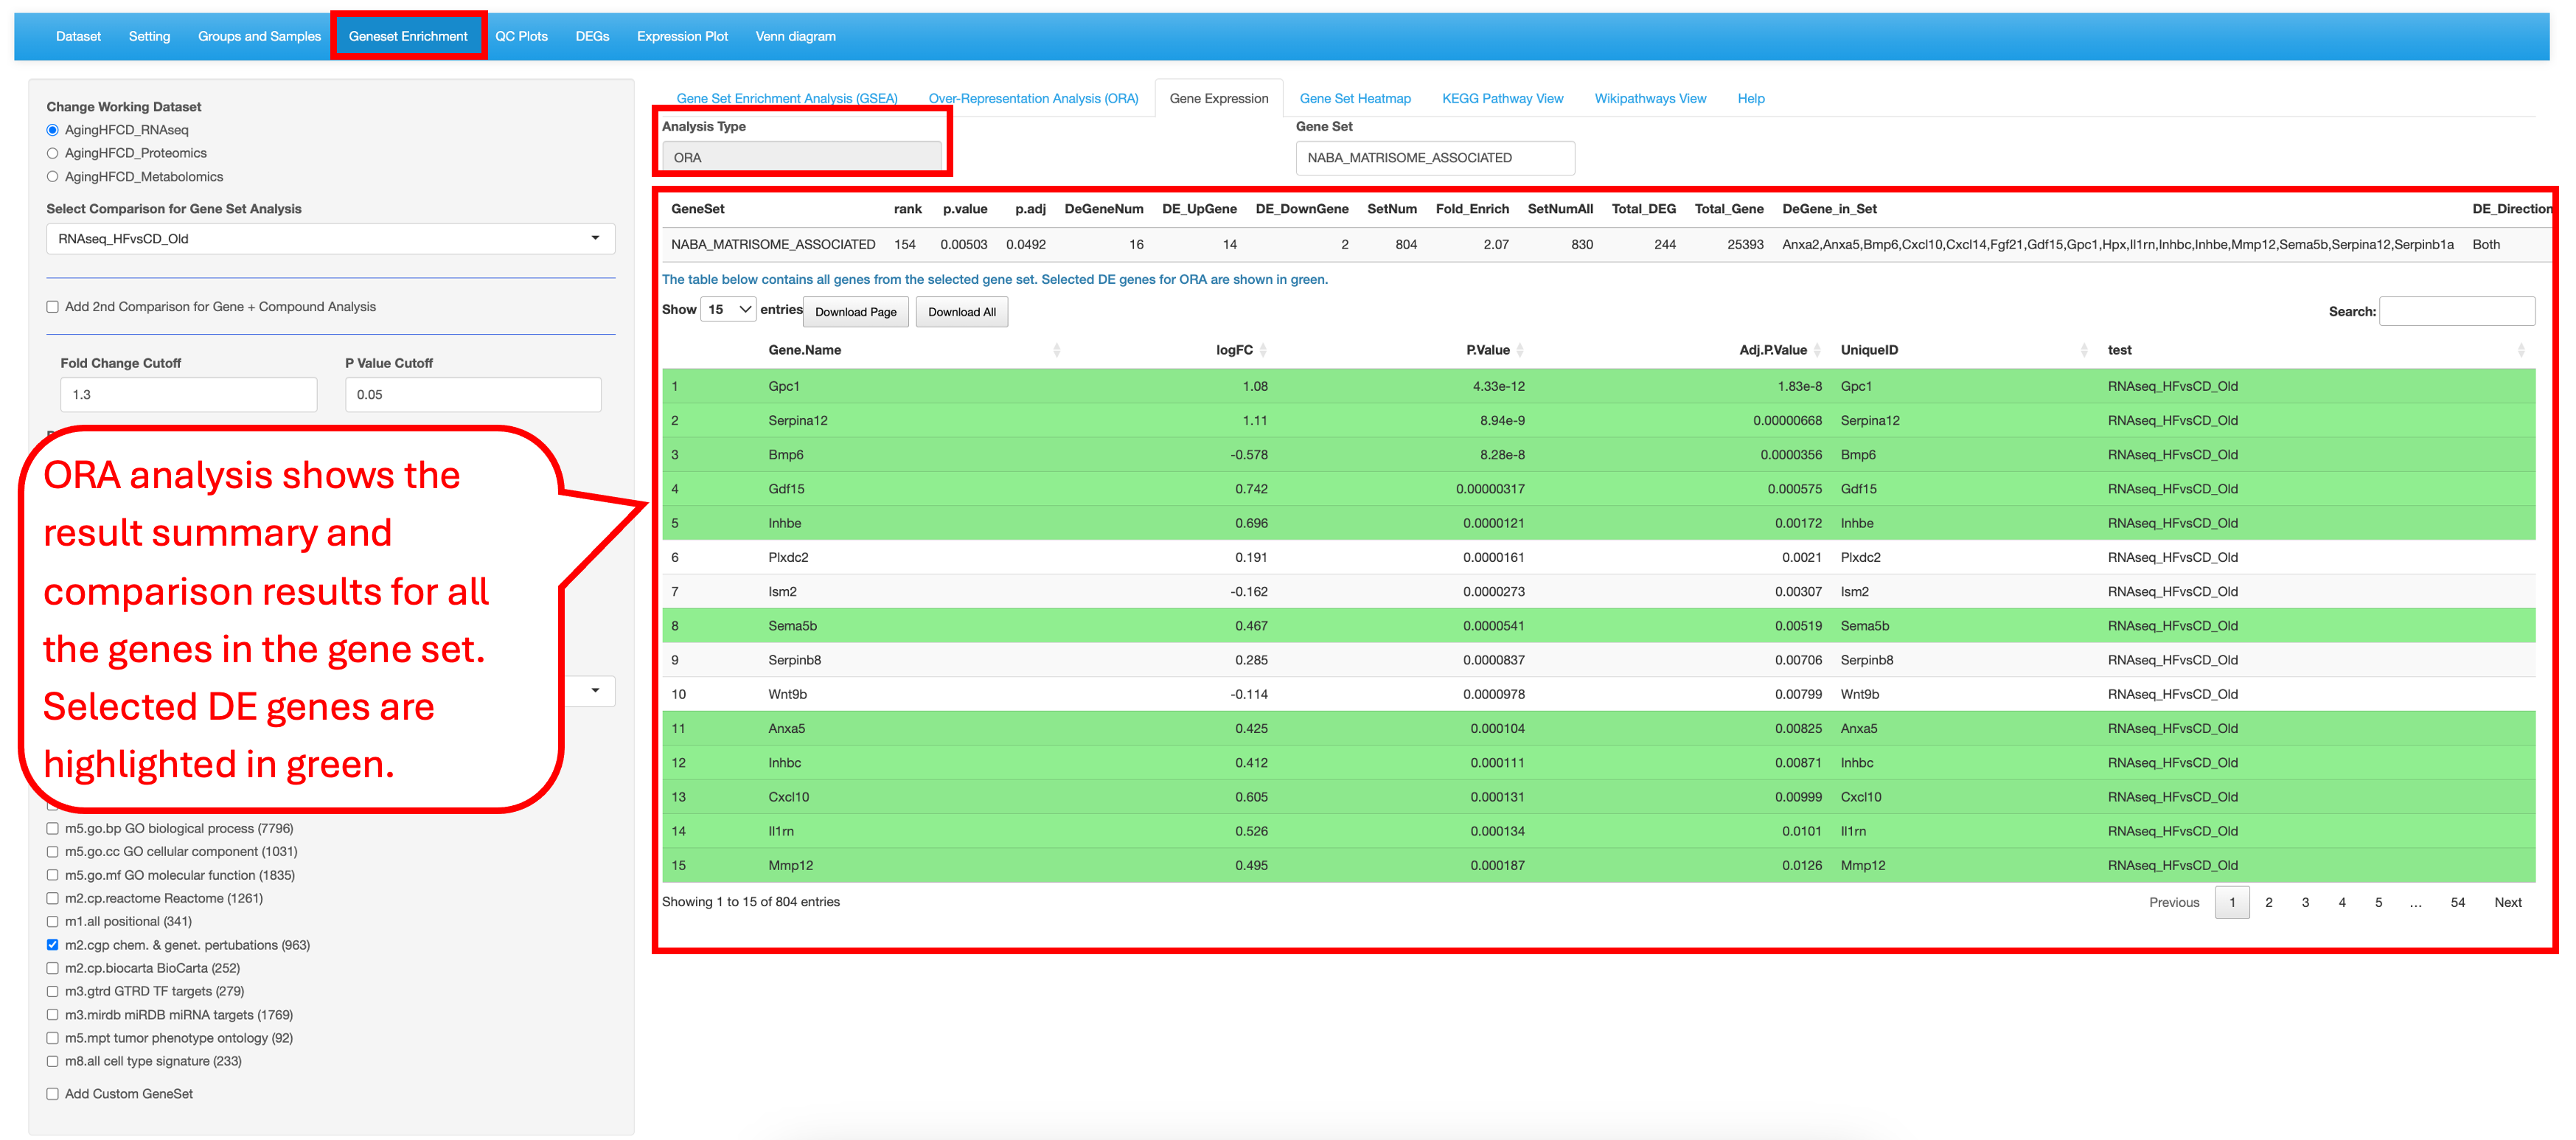 Dataset Setting Groups and Samples Geneset Enrichment QC Plots DEGs Expression Plot Venn diagram
Change Working Dataset
AgingHFCD_RNAseq
AgingHFCD_Proteomics
AgingHFCD_Metabolomics
Select Comparison for Gene Set Analysis
RNAseq_HFvsCD_Old
Add 2nd Comparison for Gene + Compound Analysis
Fold Change Cutoff P Value Cutoff
1.3 0.05
ORA analysis shows the
result summary and
comparison results for all
the genes in the gene set.
Selected DE genes are
highlighted in green.
m5.go.bp GO biological process (7796)
m5.go.cc GO cellular component (1031)
m5.go.mf GO molecular function (1835)
m2.cp.reactome Reactome (1261)
m1.all positional (341)
m2.cgp chem. & genet. pertubations (963)
m2.cp.biocarta BioCarta (252)
m3.gtrd GTRD TF targets (279)
m3.mirdb miRDB miRNA targets (1769)
m5.mpt tumor phenotype ontology (92)
m8.all cell type signature (233)
Add Custom GeneSet
Gene Set Enrichment Analysis (GSEA) Over-Representation Analysis (ORA) Gene Expression Gene Set Heatmap KEGG Pathway View Wikipathways View Help
Analysis Type Gene Set
ORA NABA_MATRISOME_ASSOCIATED
GeneSet rank p.value p.adj DeGeneNum DE_UpGene DE_DownGene SetNum Fold_Enrich SetNumAll Total_DEG Total_Gene DeGene_in_Set DE_Direction
NABA_MATRISOME_ASSOCIATED 154 0.00503 0.0492 16 14 2 804 2.07 830 244 25393 Anxa2,Anxa5,Bmp6,Cxcl10,Cxcl14,Fgf21,Gdf15,Gpc1,Hpx,Il1rn,Inhbc,Inhbe,Mmp12,Sema5b,Serpina12,Serpinb1a Both
The table below contains all genes from the selected gene set. Selected DE genes for ORA are shown in green.
Show 15 entries Download Page Download All Search:
Gene.Name logFC P.Value Adj.P.Value UniqueID test
1 Gpc1 1.08 4.33e-12 1.83e-8 Gpc1 RNAseq_HFvsCD_Old
2 Serpina12 1.11 8.94e-9 0.00000668 Serpina12 RNAseq_HFvsCD_Old
3 Bmp6 -0.578 8.28e-8 0.0000356 Bmp6 RNAseq_HFvsCD_Old
4 Gdf15 0.742 0.00000317 0.000575 Gdf15 RNAseq_HFvsCD_Old
5 Inhbe 0.696 0.0000121 0.00172 Inhbe RNAseq_HFvsCD_Old
6 Plxdc2 0.191 0.0000161 0.0021 Plxdc2 RNAseq_HFvsCD_Old
7 Ism2 -0.162 0.0000273 0.00307 Ism2 RNAseq_HFvsCD_Old
8 Sema5b 0.467 0.0000541 0.00519 Sema5b RNAseq_HFvsCD_Old
9 Serpinb8 0.285 0.0000837 0.00706 Serpinb8 RNAseq_HFvsCD_Old
10 Wnt9b -0.114 0.0000978 0.00799 Wnt9b RNAseq_HFvsCD_Old
11 Anxa5 0.425 0.000104 0.00825 Anxa5 RNAseq_HFvsCD_Old
12 Inhbc 0.412 0.000111 0.00871 Inhbc RNAseq_HFvsCD_Old
13 Cxcl10 0.605 0.000131 0.00999 Cxcl10 RNAseq_HFvsCD_Old
14 Il1rn 0.526 0.000134 0.0101 Il1rn RNAseq_HFvsCD_Old
15 Mmp12 0.495 0.000187 0.0126 Mmp12 RNAseq_HFvsCD_Old
Showing 1 to 15 of 804 entries Previous 1 2 3 4 5 … 54 Next